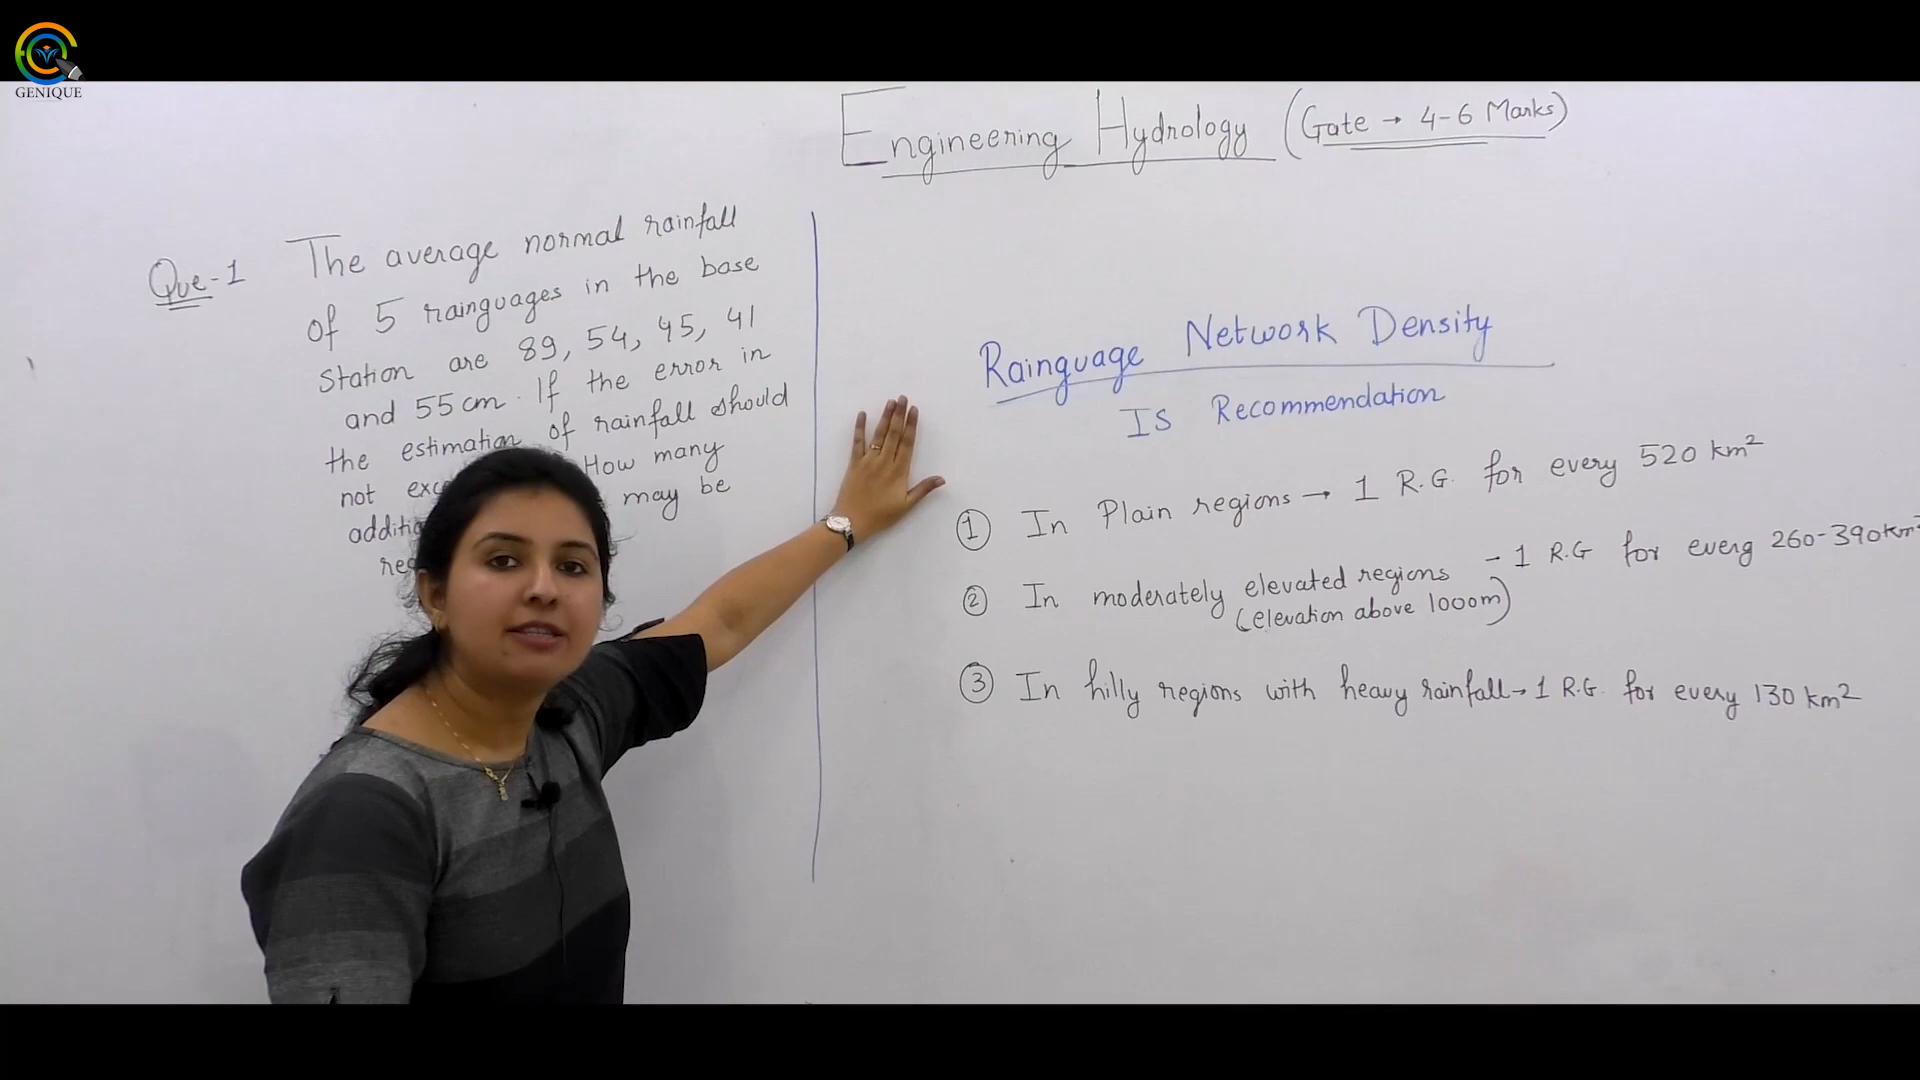 GENIQUE
Engineering Hydrology (Gate → 4-6 Marks)
Que-1 The average normal rainfall
of 5 rainguages in the base
Station are 89, 54, 45, 41
and 55 cm. If the error in
the estimation of rainfall should
not How many
may be
Rainguage Network Density
IS Recommendation
① In Plain regions → 1 R.G. for every 520 km²
② In moderately elevated regions - 1 R.G for every 260-390km²
(elevation above 1000m)
③ In hilly regions with heavy rainfall → 1 R.G. for every 130 km²